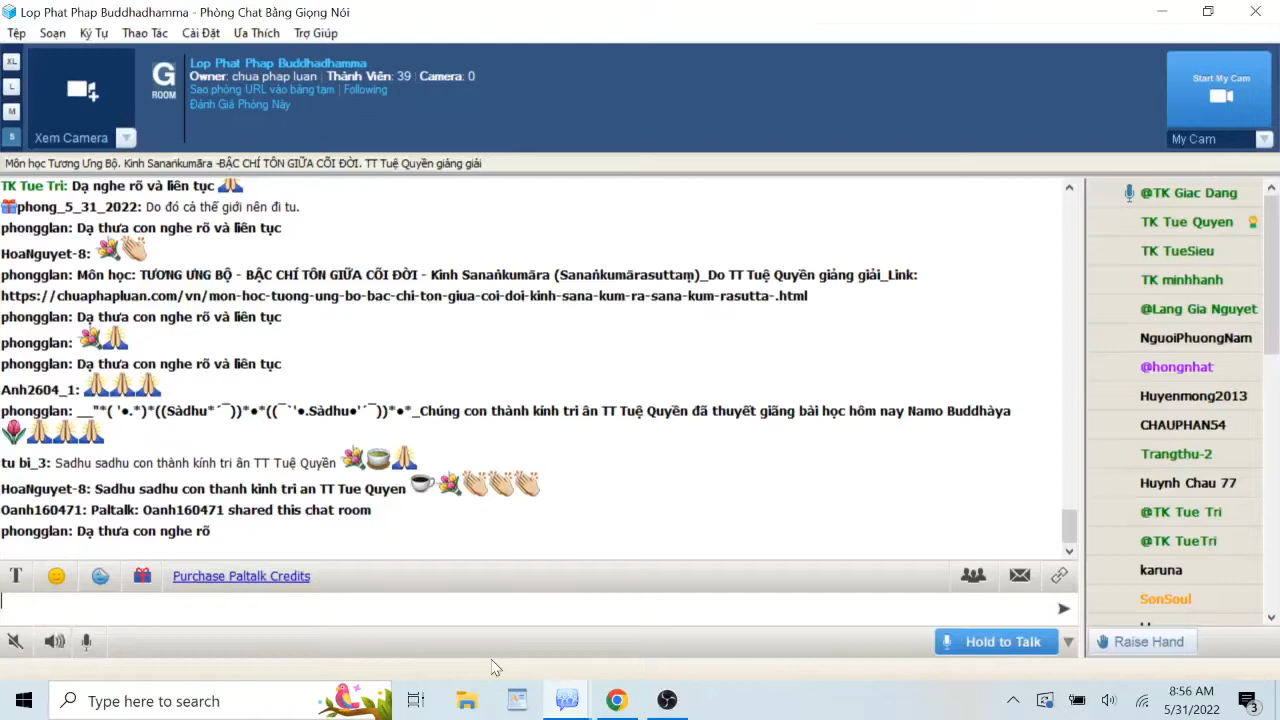 Lop Phat Phap Buddhadhamma - Phòng Chat Bằng Giọng Nói
Tệp Soạn Ký Tự Thao Tác Cài Đặt Ưa Thích Trợ Giúp
XL
L
M
S
Xem Camera
G
ROOM
Lop Phat Phap Buddhadhamma
Owner: chua phap luan | Thành Viên: 39 | Camera: 0
Sao phòng URL vào bảng tạm | Following
Đánh Giá Phòng Này
Start My Cam
My Cam
Môn học Tương Ưng Bộ. Kinh Sanaṅkumāra -BẬC CHÍ TÔN GIỮA CÕI ĐỜI. TT Tuệ Quyền giảng giải
TK Tue Tri: Dạ nghe rõ và liên tục
phong_5_31_2022: Do đó cả thế giới nên đi tu.
phongglan: Dạ thưa con nghe rõ và liên tục
HoaNguyet-8:
phongglan: Môn học: TƯƠNG ƯNG BỘ - BẬC CHÍ TÔN GIỮA CÕI ĐỜI - Kinh Sanaṅkumāra (Sanaṅkumārasuttaṃ)_Do TT Tuệ Quyền giảng giải_Link:
https://chuaphapluan.com/vn/mon-hoc-tuong-ung-bo-bac-chi-ton-giua-coi-doi-kinh-sana-kum-ra-sana-kum-rasutta-.html
phongglan: Dạ thưa con nghe rõ và liên tục
phongglan:
phongglan: Dạ thưa con nghe rõ và liên tục
Anh2604_1:
phongglan: __"*( '●.*)*((Sàdhu*´¯))*●*((¯`'●.Sàdhu●'´¯))*●*_Chúng con thành kính tri ân TT Tuệ Quyền đã thuyết giãng bài học hôm nay Namo Buddhàya
tu bi_3: Sadhu sadhu con thành kính tri ân TT Tuệ Quyền
HoaNguyet-8: Sadhu sadhu con thanh kinh tri an TT Tue Quyen
Oanh160471: Paltalk: Oanh160471 shared this chat room
phongglan: Dạ thưa con nghe rõ
@TK Giac Dang
TK Tue Quyen
TK TueSieu
TK minhhanh
@Lang Gia Nguyet
NguoiPhuongNam
@hongnhat
Huyenmong2013
CHAUPHAN54
Trangthu-2
Huynh Chau 77
@TK Tue Tri
@TK TueTri
karuna
SonSoul
T
Purchase Paltalk Credits
Hold to Talk
Raise Hand
Type here to search
8:56 AM
5/31/2022
3